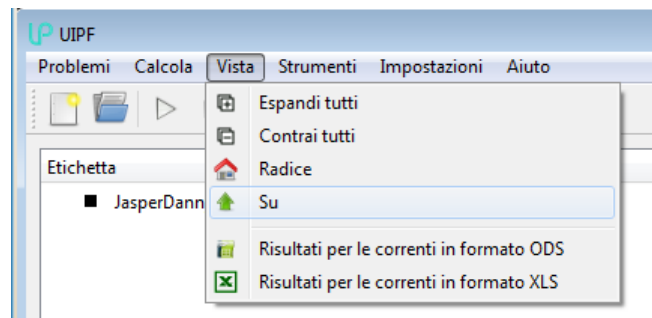 UIPF
Problemi Calcola Vista Strumenti Impostazioni Aiuto
Espandi tutti
Contrai tutti
Etichetta
Radice
JasperDann
Su
Risultati per le correnti in formato ODS
Risultati per le correnti in formato XLS